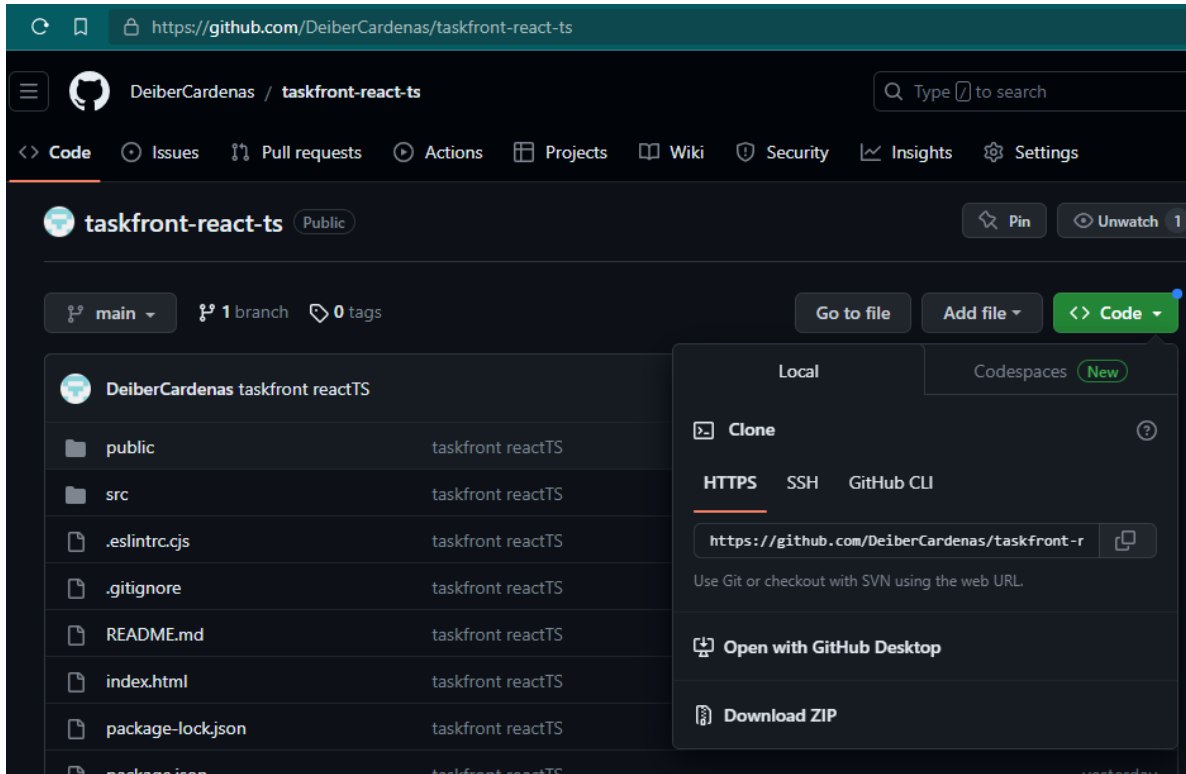 https://github.com/DeiberCardenas/taskfront-react-ts
DeiberCardenas / taskfront-react-ts
Type / to search
<> Code Issues Pull requests Actions Projects Wiki Security Insights Settings
taskfront-react-ts Public
Pin Unwatch 1
main 1 branch 0 tags
Go to file Add file <> Code
DeiberCardenas taskfront reactTS
public taskfront reactTS
src taskfront reactTS
.eslintrc.cjs taskfront reactTS
.gitignore taskfront reactTS
README.md taskfront reactTS
index.html taskfront reactTS
package-lock.json taskfront reactTS
package.json taskfront reactTS yesterday
Local Codespaces New
Clone
HTTPS SSH GitHub CLI
https://github.com/DeiberCardenas/taskfront-r
Use Git or checkout with SVN using the web URL.
Open with GitHub Desktop
Download ZIP